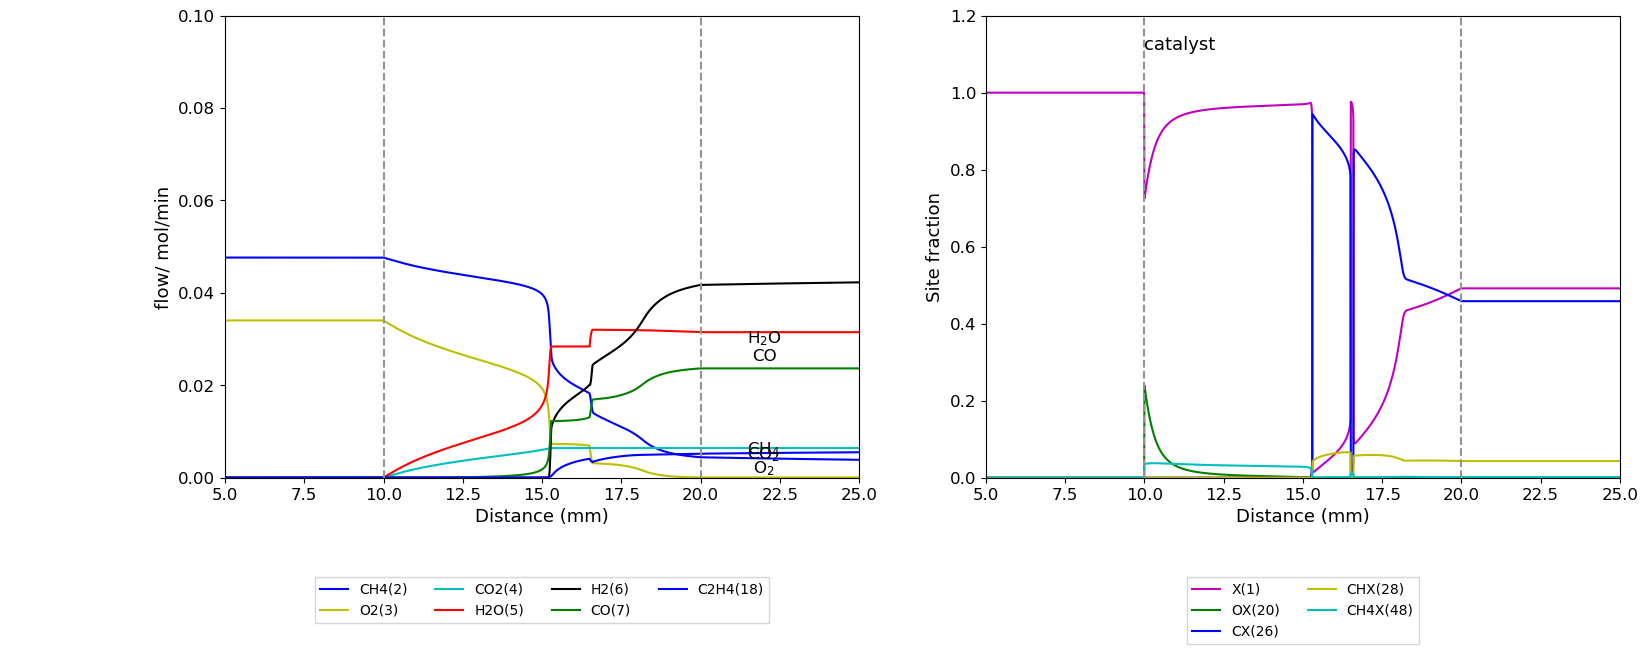 0.10
0.08
0.06
0.04
0.02
0.00
flow/ mol/min
H₂O
CO
CH₄
CO₂
O₂
5.0 7.5 10.0 12.5 15.0 17.5 20.0 22.5 25.0
Distance (mm)
CH4(2) CO2(4) H2(6) C2H4(18)
O2(3) H2O(5) CO(7)
1.2
1.0
0.8
0.6
0.4
0.2
0.0
Site fraction
catalyst
5.0 7.5 10.0 12.5 15.0 17.5 20.0 22.5 25.0
Distance (mm)
X(1) CHX(28)
OX(20) CH4X(48)
CX(26)